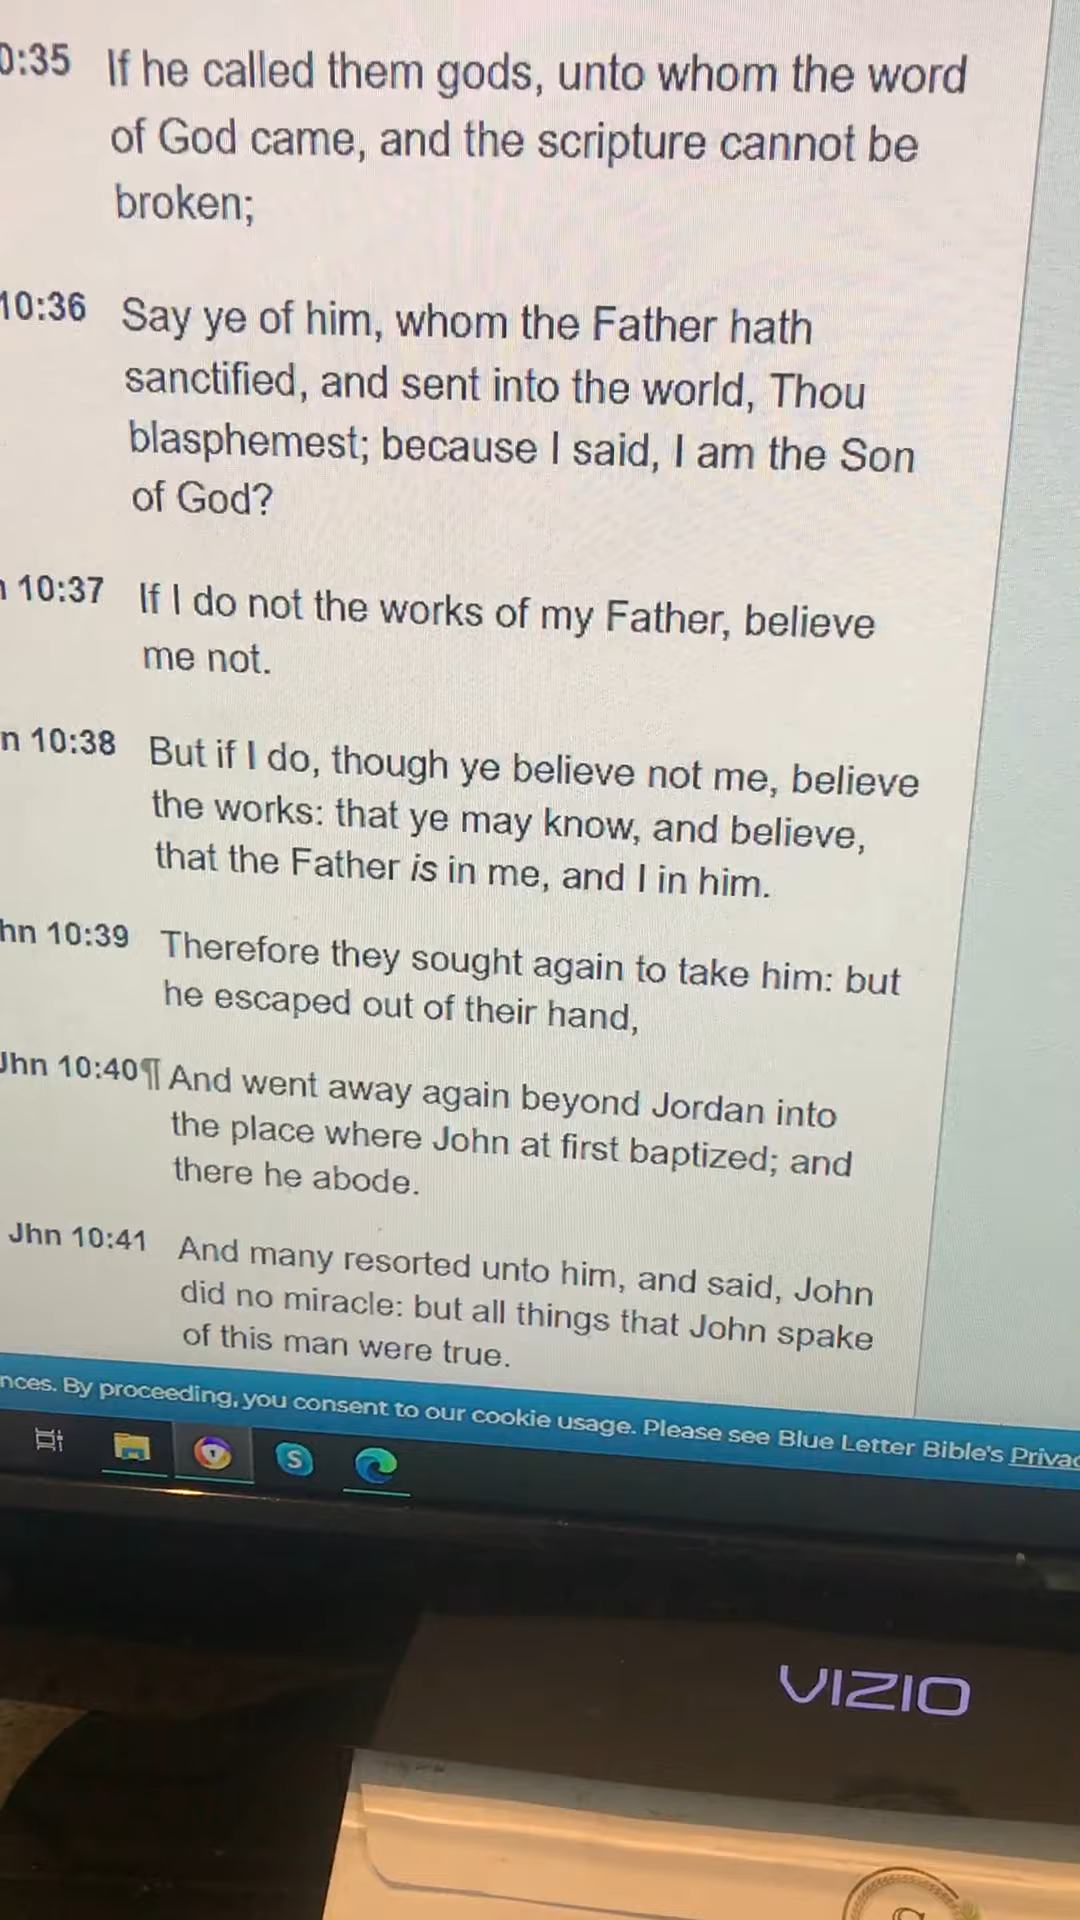 0:35 If he called them gods, unto whom the word
of God came, and the scripture cannot be
broken;
10:36 Say ye of him, whom the Father hath
sanctified, and sent into the world, Thou
blasphemest; because I said, I am the Son
of God?
n 10:37 If I do not the works of my Father, believe
me not.
n 10:38 But if I do, though ye believe not me, believe
the works: that ye may know, and believe,
that the Father is in me, and I in him.
hn 10:39 Therefore they sought again to take him: but
he escaped out of their hand,
Jhn 10:40¶ And went away again beyond Jordan into
the place where John at first baptized; and
there he abode.
Jhn 10:41 And many resorted unto him, and said, John
did no miracle: but all things that John spake
of this man were true.
nces. By proceeding, you consent to our cookie usage. Please see Blue Letter Bible's Privac
S
VIZIO